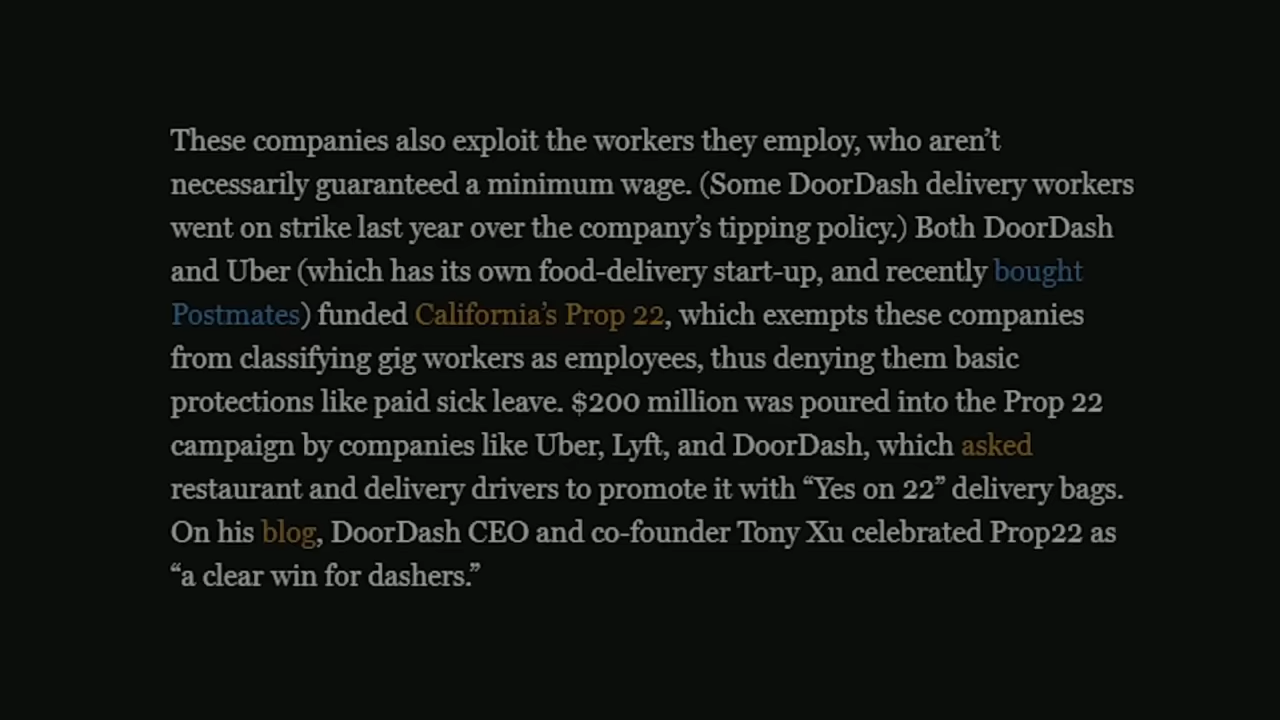 These companies also exploit the workers they employ, who aren’t
necessarily guaranteed a minimum wage. (Some DoorDash delivery workers
went on strike last year over the company’s tipping policy.) Both DoorDash
and Uber (which has its own food-delivery start-up, and recently bought
Postmates) funded California’s Prop 22, which exempts these companies
from classifying gig workers as employees, thus denying them basic
protections like paid sick leave. $200 million was poured into the Prop 22
campaign by companies like Uber, Lyft, and DoorDash, which asked
restaurant and delivery drivers to promote it with “Yes on 22” delivery bags.
On his blog, DoorDash CEO and co-founder Tony Xu celebrated Prop22 as
“a clear win for dashers.”